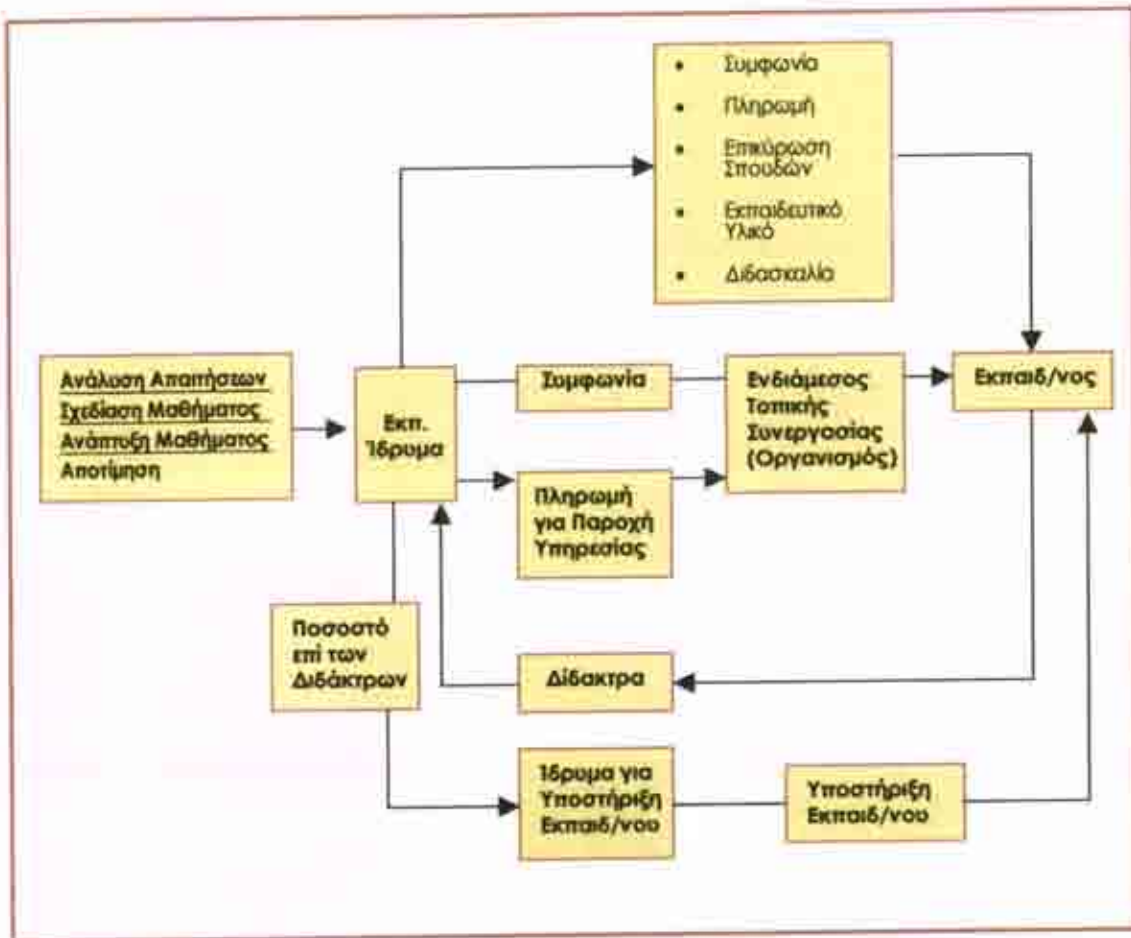 • Συμφωνία
• Πληρωμή
• Επικύρωση
Σπουδών
• Εκπαιδευτικό
Υλικό
• Διδασκαλία
Ανάλυση Απαιτήσεων
Σχεδίαση Μαθήματος
Ανάπτυξη Μαθήματος
Αποτίμηση
Εκπ.
Ίδρυμα
Συμφωνία
Πληρωμή
για Παροχή
Υπηρεσίας
Ενδιάμεσος
Τοπικής
Συνεργασίας
(Οργανισμός)
Εκπαιδ/νος
Ποσοστό
επί των
Διδάκτρων
Δίδακτρα
Ίδρυμα για
Υποστήριξη
Εκπαιδ/νου
Υποστήριξη
Εκπαιδ/νου